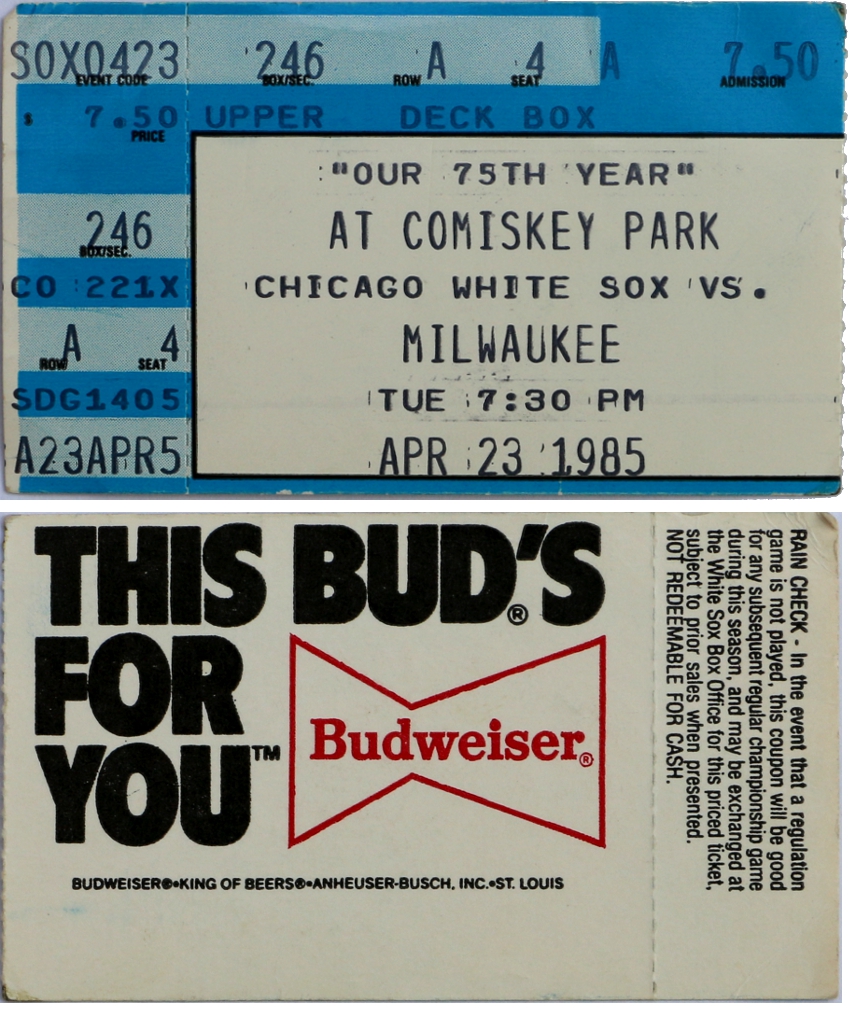 SOX0423 246 A 4 A 7.50
EVENT CODE BOX/SEC. ROW SEAT ADMISSION
$ 7.50 UPPER DECK BOX
PRICE
"OUR 75TH YEAR"
246 AT COMISKEY PARK
BOX/SEC.
CO 221X CHICAGO WHITE SOX VS.
A 4 MILWAUKEE
ROW SEAT
SDG1405 TUE 7:30 PM
A23APR5 APR 23 1985
THIS BUD'S®
FOR
YOU™
Budweiser®
BUDWEISER®•KING OF BEERS®•ANHEUSER-BUSCH, INC.•ST. LOUIS
RAIN CHECK - In the event that a regulation
game is not played, this coupon will be good
for any subsequent regular championship game
during this season, and may be exchanged at
the White Sox Box Office for this priced ticket,
subject to prior sales when presented.
NOT REDEEMABLE FOR CASH.